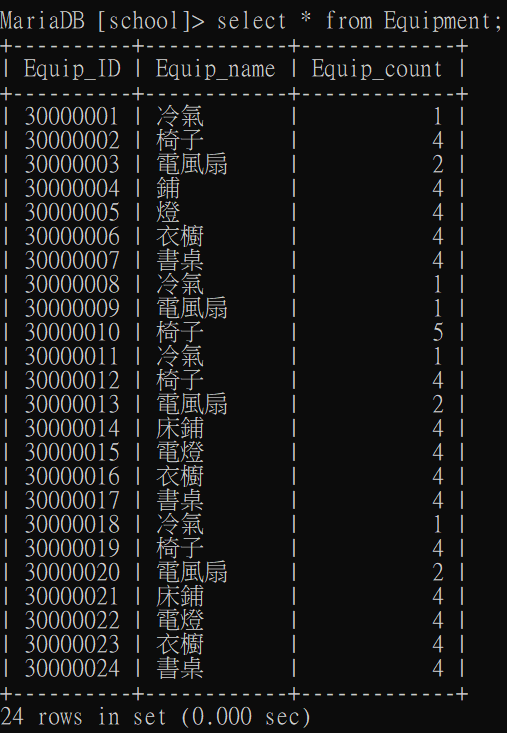 MariaDB [school]> select * from Equipment;
+----------+------------+-------------+
| Equip_ID | Equip_name | Equip_count |
+----------+------------+-------------+
| 30000001 | 冷氣 | 1 |
| 30000002 | 椅子 | 4 |
| 30000003 | 電風扇 | 2 |
| 30000004 | 鋪 | 4 |
| 30000005 | 燈 | 4 |
| 30000006 | 衣櫥 | 4 |
| 30000007 | 書桌 | 4 |
| 30000008 | 冷氣 | 1 |
| 30000009 | 電風扇 | 1 |
| 30000010 | 椅子 | 5 |
| 30000011 | 冷氣 | 1 |
| 30000012 | 椅子 | 4 |
| 30000013 | 電風扇 | 2 |
| 30000014 | 床鋪 | 4 |
| 30000015 | 電燈 | 4 |
| 30000016 | 衣櫥 | 4 |
| 30000017 | 書桌 | 4 |
| 30000018 | 冷氣 | 1 |
| 30000019 | 椅子 | 4 |
| 30000020 | 電風扇 | 2 |
| 30000021 | 床鋪 | 4 |
| 30000022 | 電燈 | 4 |
| 30000023 | 衣櫥 | 4 |
| 30000024 | 書桌 | 4 |
+----------+------------+-------------+
24 rows in set (0.000 sec)